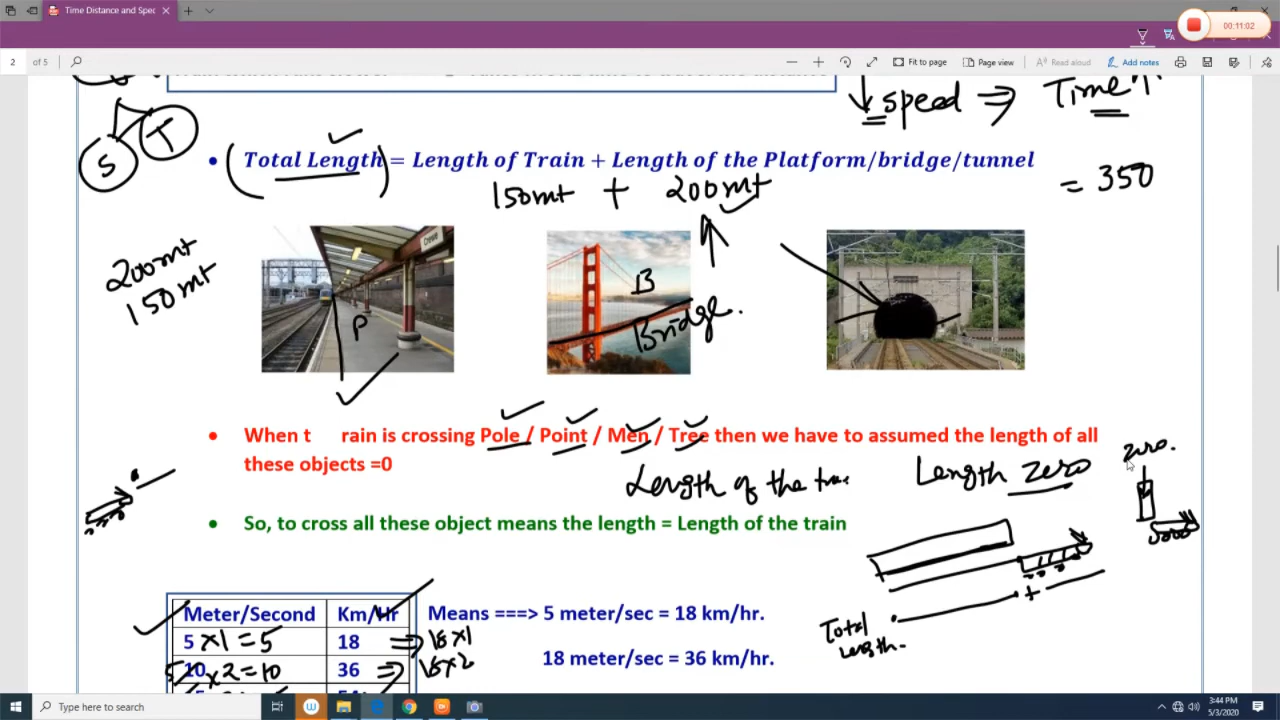 Time Distance and Spec
00:11:02
2 of 5
Fit to page
Page view
Read aloud
Add notes
↓ speed ⇒ Time ↑
S T
• Total Length = Length of Train + Length of the Platform/bridge/tunnel
150mt + 200mt = 350
200mt
150mt
Crewe
P
B
Bridge.
• When t rain is crossing Pole / Point / Men / Tree then we have to assumed the length of all
these objects =0
zero.
Length of the trai
Length zero
• So, to cross all these object means the length = Length of the train
+
Total
Length.
Meter/Second Km/Hr Means ===> 5 meter/sec = 18 km/hr.
5 ×1 = 5 18 ⇒ 18×1
18 meter/sec = 36 km/hr.
10 5×2=10 36 ⇒ 18×2
Type here to search
3:44 PM
5/3/2020